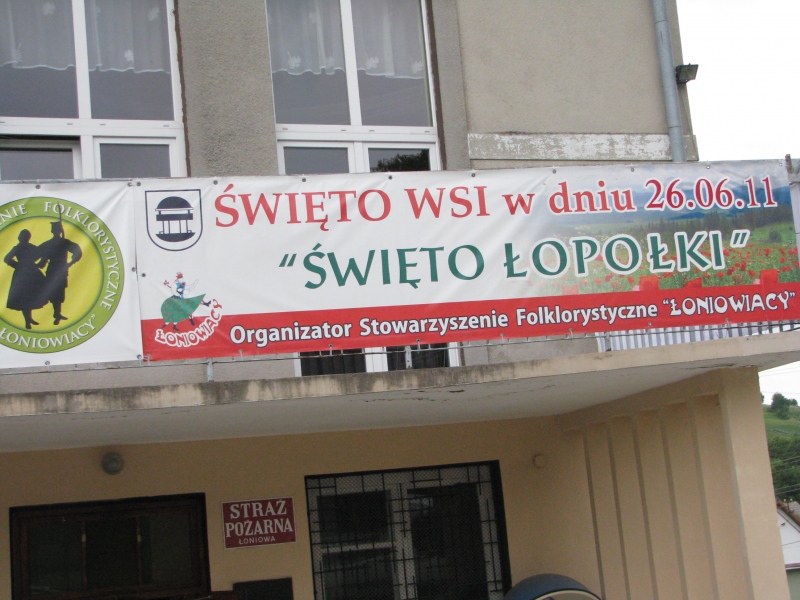 NIE FOLKLORYSTYCZNE
ŁONIOWIACY"
ŚWIĘTO WSI w dniu 26.06.11
"ŚWIĘTO ŁOPOŁKI"
ŁONIOWIACY
Organizator Stowarzyszenie Folklorystyczne "ŁONIOWIACY"
STRAŻ
POŻARNA
ŁONIOWA